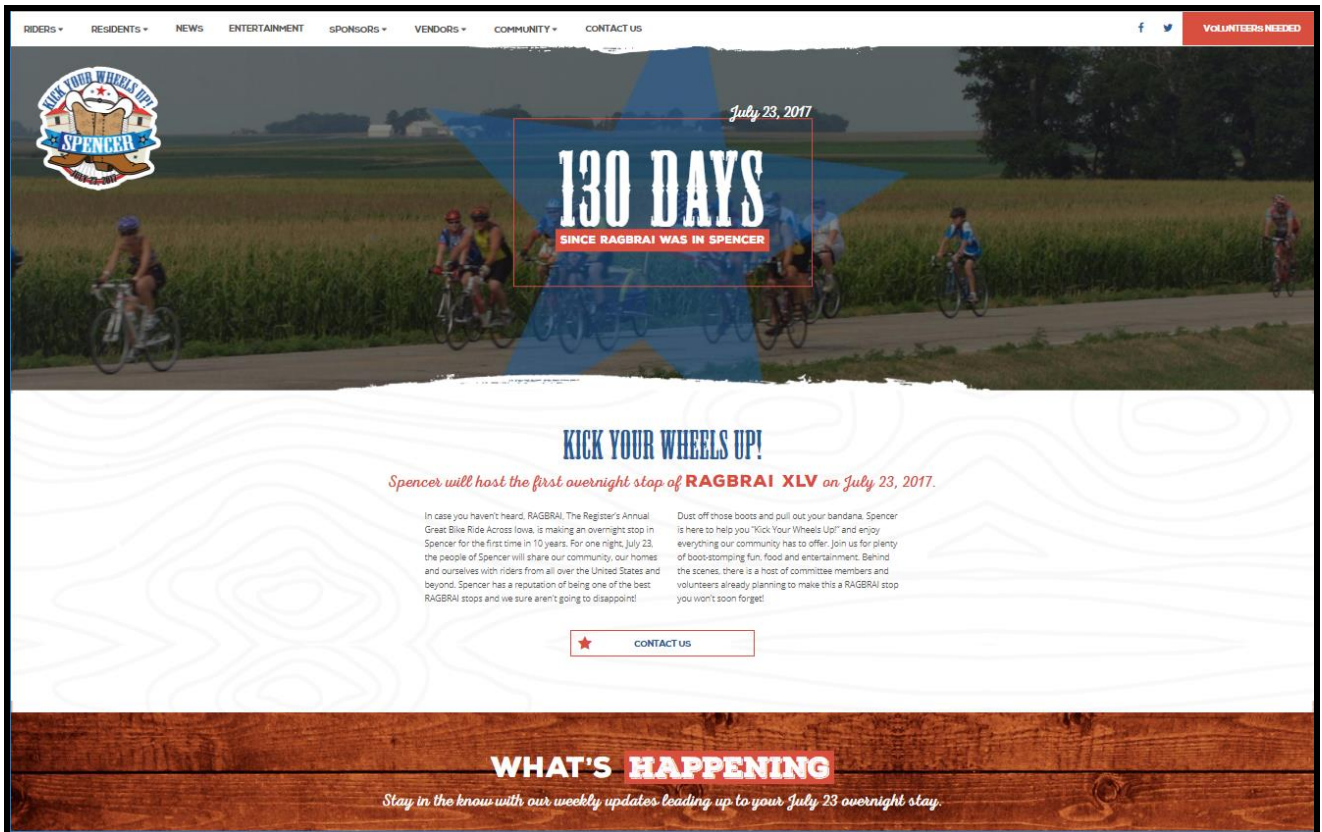 RIDERS RESIDENTS NEWS ENTERTAINMENT SPONSORS VENDORS COMMUNITY CONTACT US VOLUNTEERS NEEDED
KICK YOUR WHEELS UP!
SPENCER
JULY 23, 2017
July 23, 2017
130 DAYS
SINCE RAGBRAI WAS IN SPENCER
KICK YOUR WHEELS UP!
Spencer will host the first overnight stop of RAGBRAI XLV on July 23, 2017.
In case you haven't heard, RAGBRAI, The Register's Annual
Great Bike Ride Across Iowa, is making an overnight stop in
Spencer for the first time in 10 years. For one night, July 23,
the people of Spencer will share our community, our homes
and ourselves with riders from all over the United States and
beyond. Spencer has a reputation of being one of the best
RAGBRAI stops and we sure aren't going to disappoint!
Dust off those boots and pull out your bandana. Spencer
is here to help you "Kick Your Wheels Up!" and enjoy
everything our community has to offer. Join us for plenty
of boot-stomping fun, food and entertainment. Behind
the scenes, there is a host of committee members and
volunteers already planning to make this a RAGBRAI stop
you won't soon forget!
CONTACT US
WHAT'S HAPPENING
Stay in the know with our weekly updates leading up to your July 23 overnight stay.